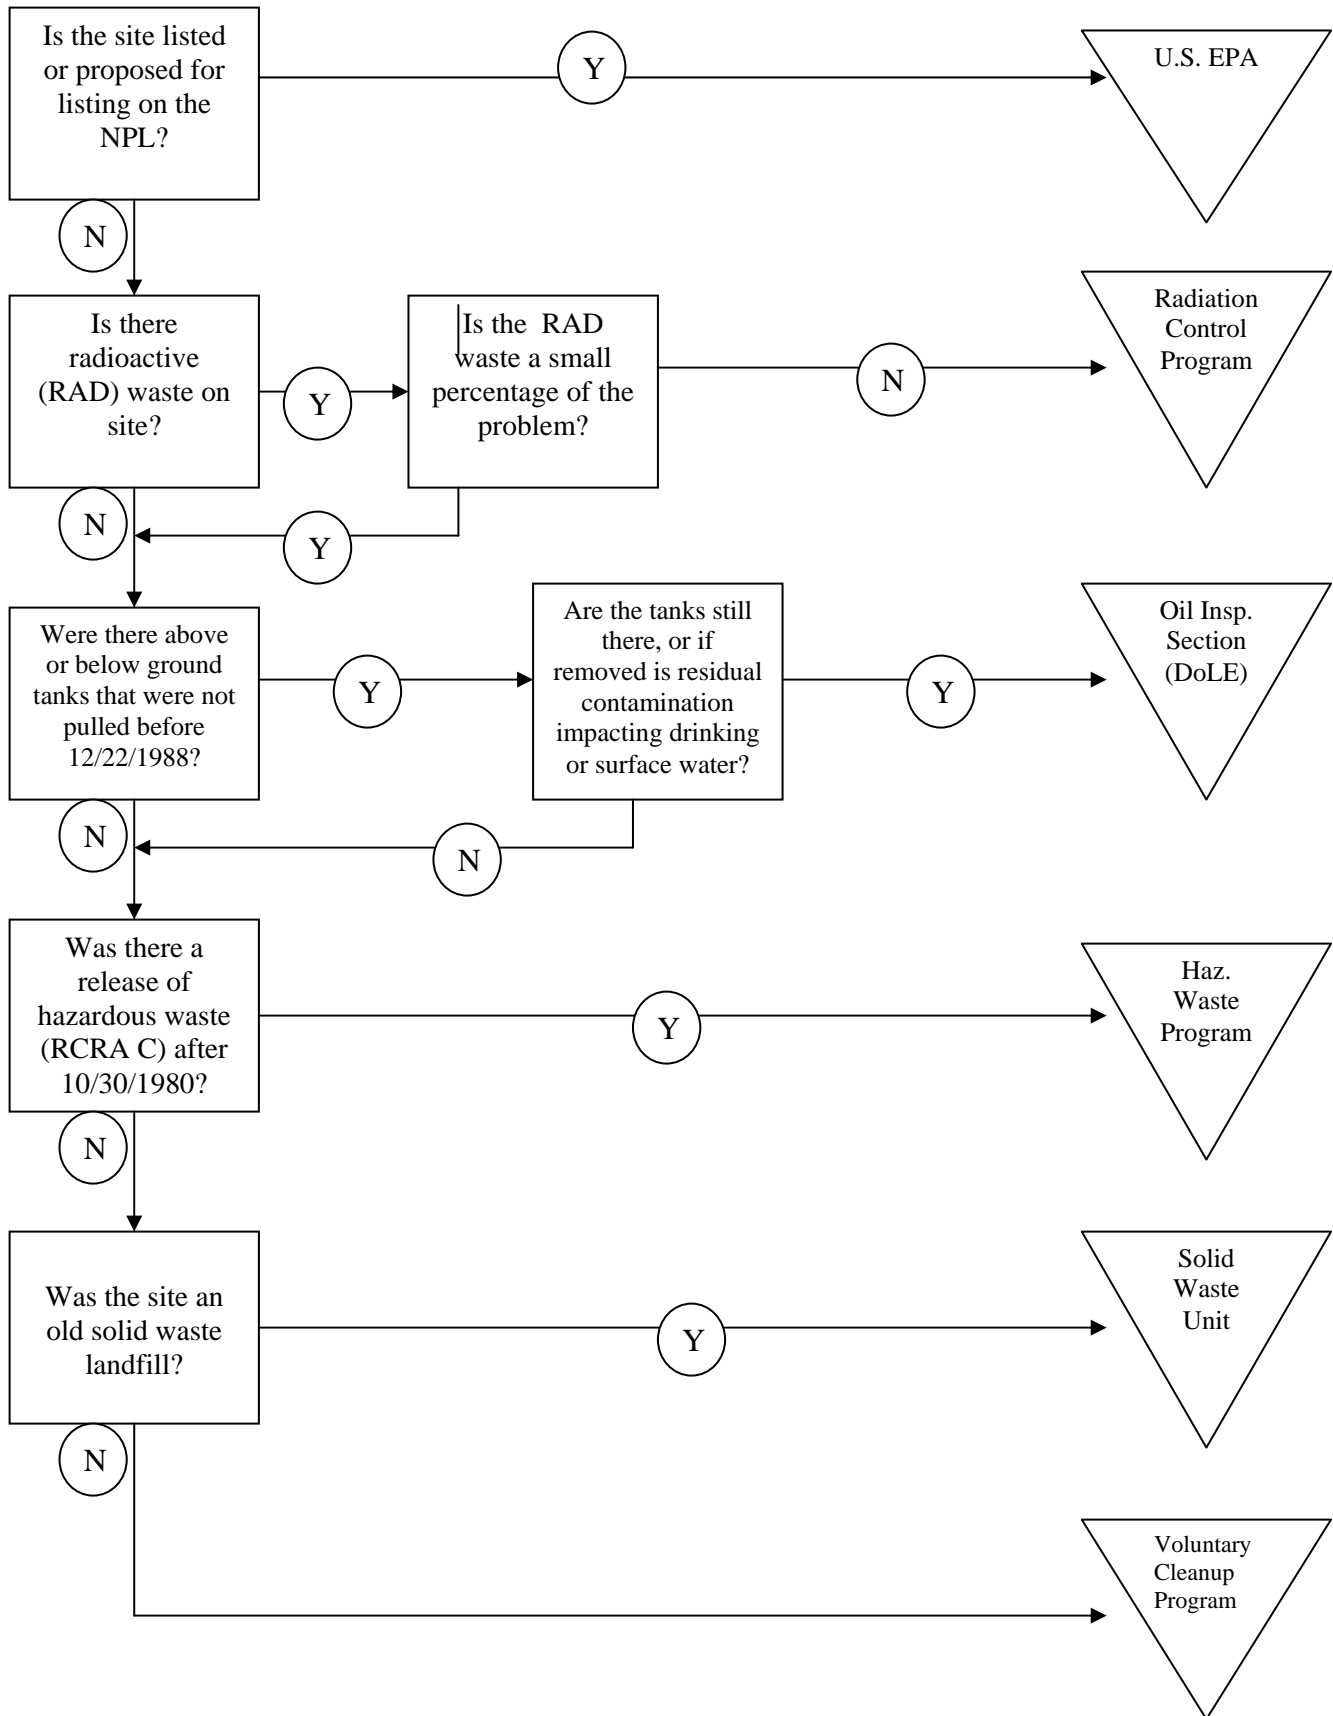 Is the site listed
or proposed for
listing on the
NPL?
Y
U.S. EPA
N
Is there
radioactive
(RAD) waste on
site?
Y
Is the RAD
waste a small
percentage of the
problem?
N
Radiation
Control
Program
N
Y
Were there above
or below ground
tanks that were not
pulled before
12/22/1988?
Y
Are the tanks still
there, or if
removed is residual
contamination
impacting drinking
or surface water?
Y
Oil Insp.
Section
(DoLE)
N
N
Was there a
release of
hazardous waste
(RCRA C) after
10/30/1980?
Y
Haz.
Waste
Program
N
Was the site an
old solid waste
landfill?
Y
Solid
Waste
Unit
N
Voluntary
Cleanup
Program